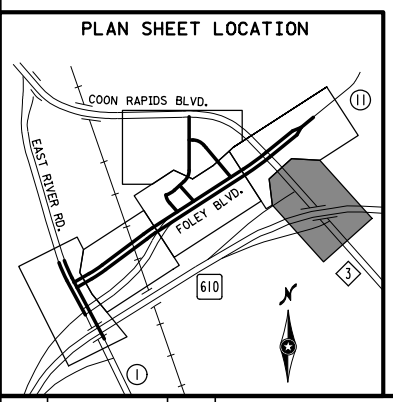 PLAN SHEET LOCATION
COON RAPIDS BLVD.
11
EAST RIVER RD.
FOLEY BLVD.
610
3
N
1